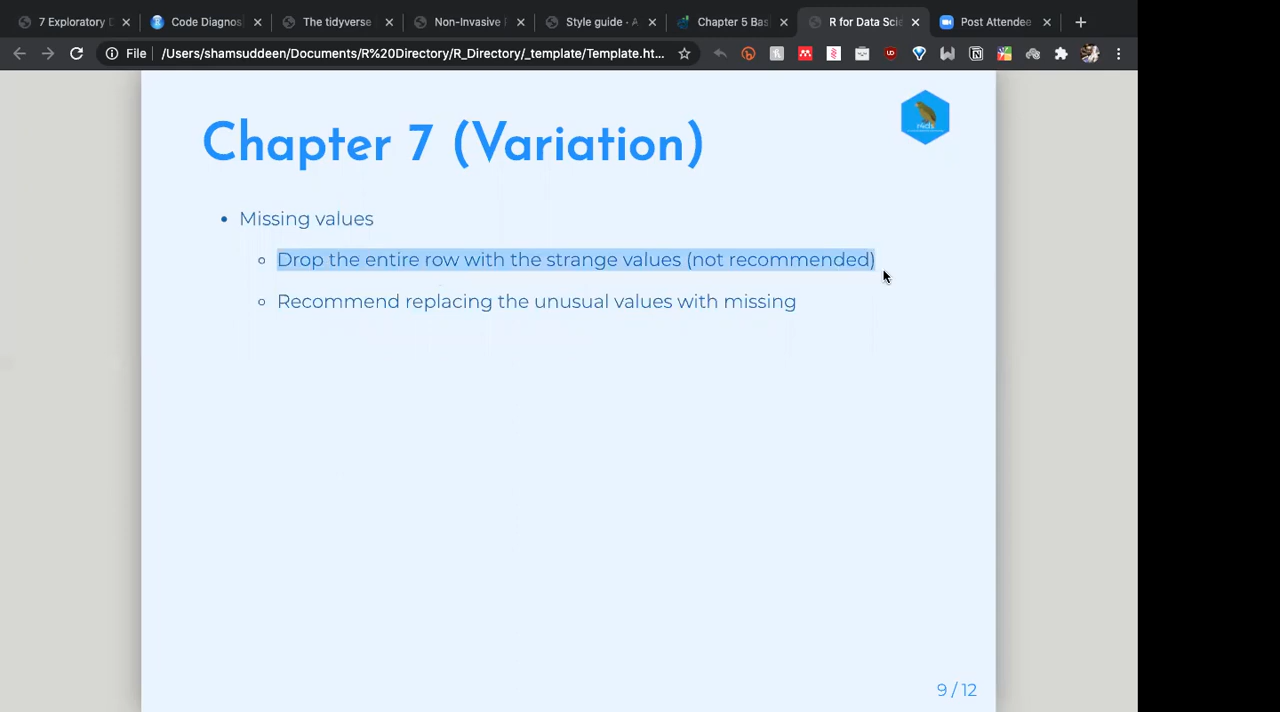 7 Exploratory D
Code Diagnos
The tidyverse
Non-Invasive
Style guide · A
Chapter 5 Bas
R for Data Scie
Post Attendee
File
/Users/shamsuddeen/Documents/R%20Directory/R_Directory/_template/Template.ht...
Chapter 7 (Variation)
Missing values
Drop the entire row with the strange values (not recommended)
Recommend replacing the unusual values with missing
9 / 12